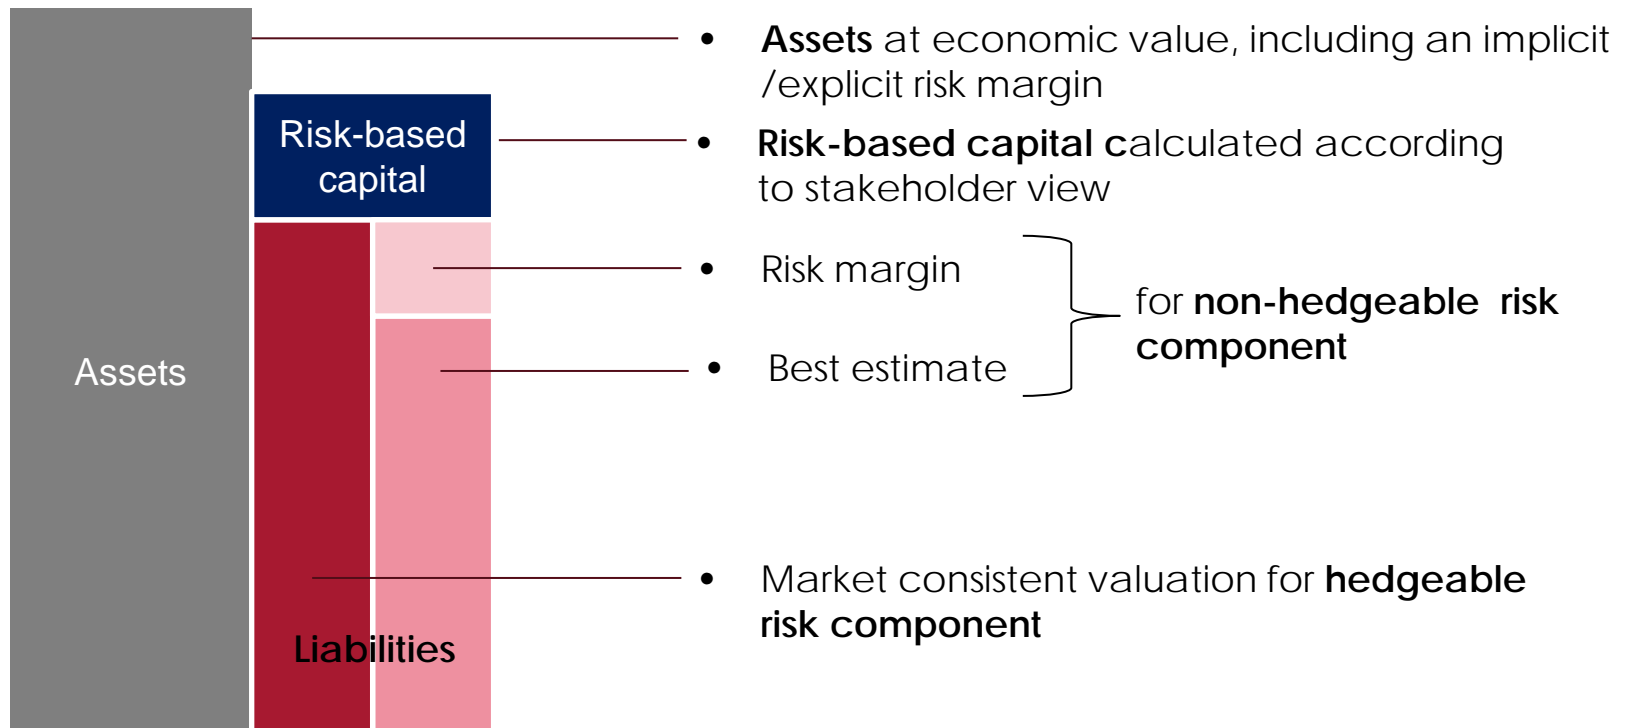 • Assets at economic value, including an implicit
/explicit risk margin
Risk-based
capital
• Risk-based capital calculated according
to stakeholder view
• Risk margin
for non-hedgeable risk
component
• Best estimate
Assets
• Market consistent valuation for hedgeable
risk component
Liabilities